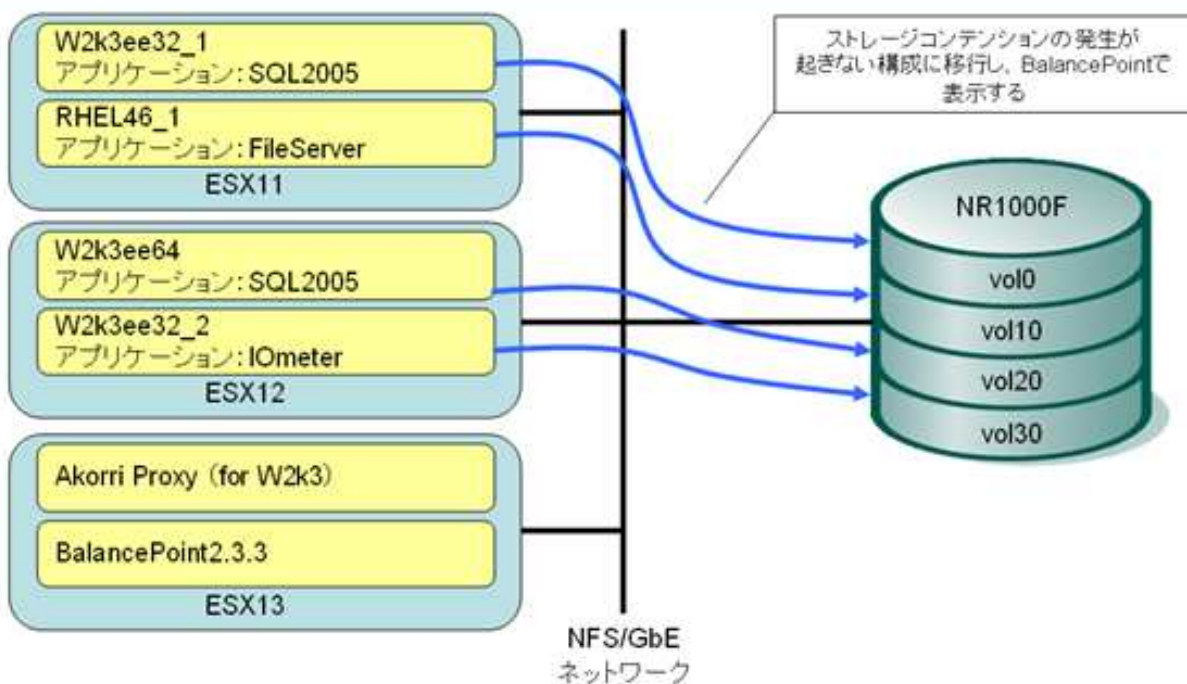 W2k3ee32_1
アプリケーション: SQL2005
RHEL46_1
アプリケーション: FileServer
ESX11
W2k3ee64
アプリケーション: SQL2005
W2k3ee32_2
アプリケーション: IOmeter
ESX12
Akorri Proxy (for W2k3)
BalancePoint2.3.3
ESX13
NFS/GbE
ネットワーク
ストレージコンテンションの発生が
起きない構成に移行し、BalancePointで
表示する
NR1000F
vol0
vol10
vol20
vol30